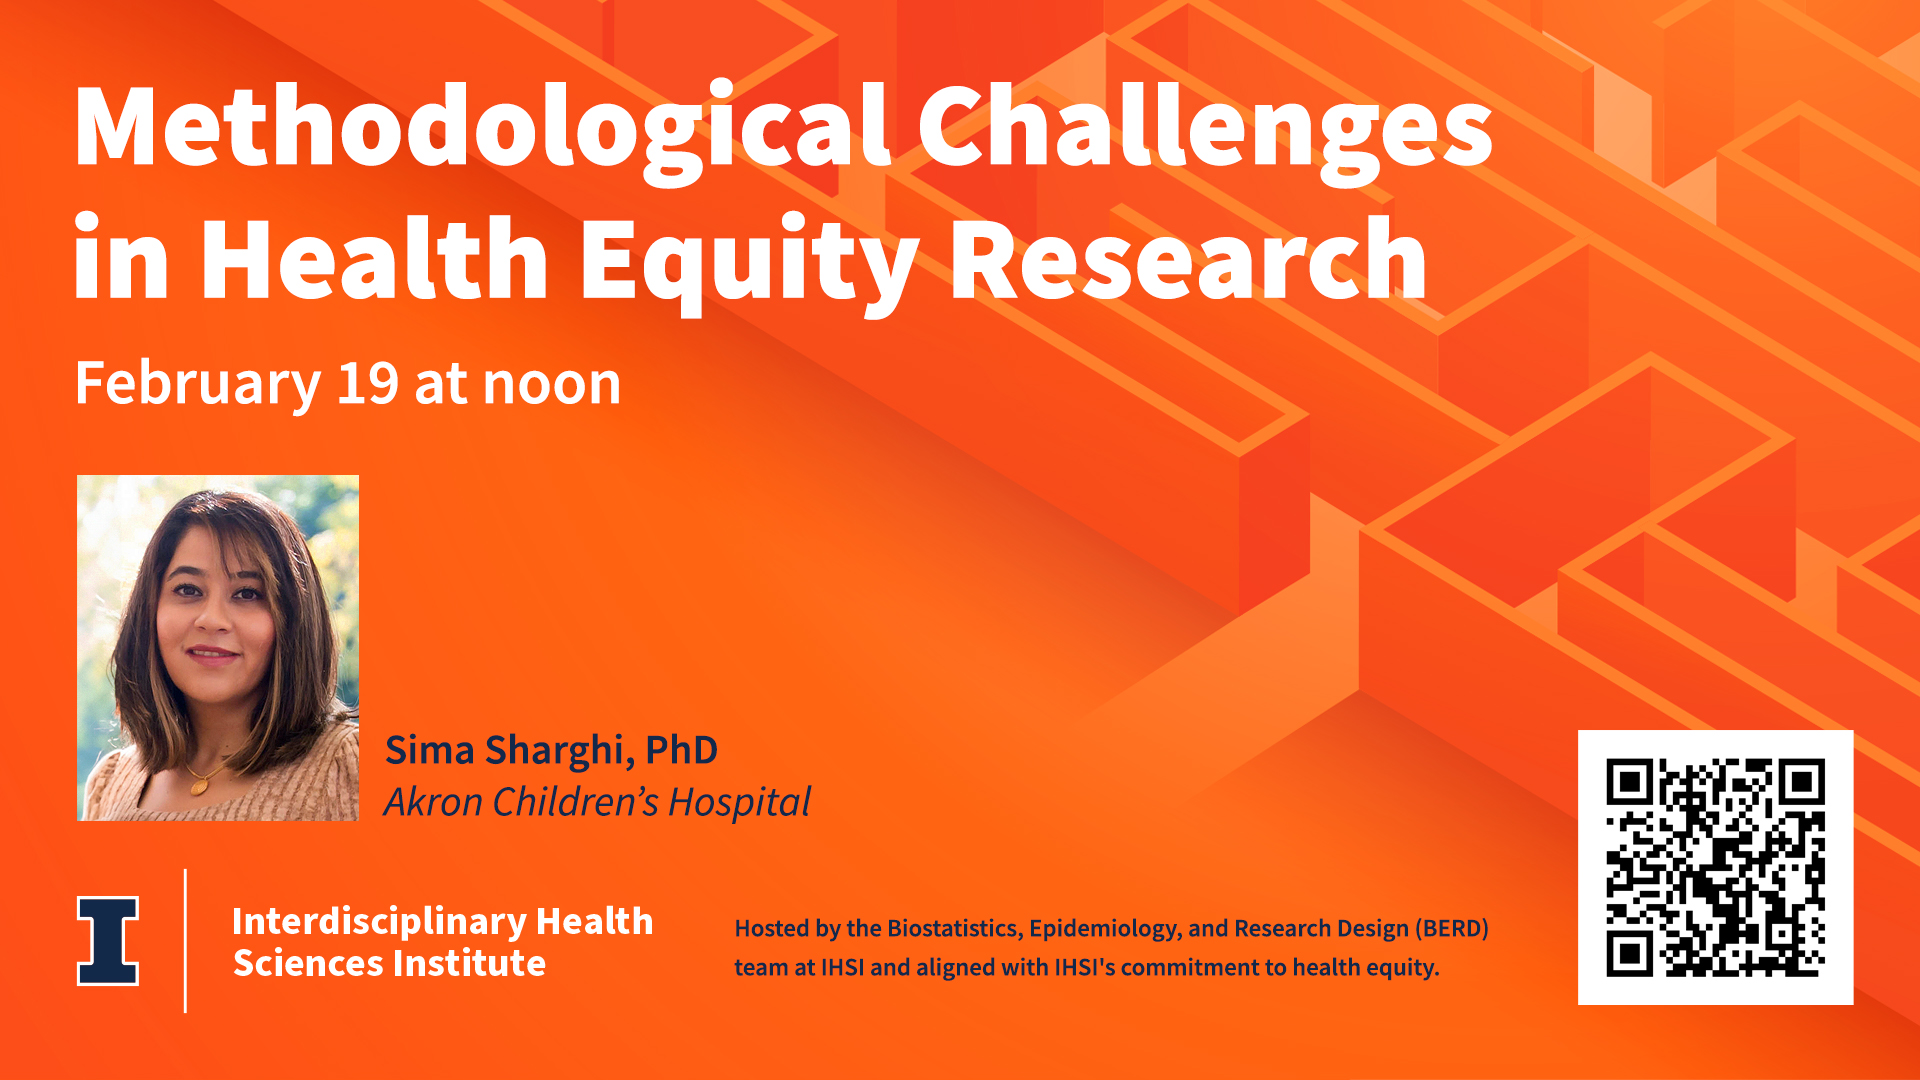 Methodological Challenges
in Health Equity Research
February 19 at noon
Sima Sharghi, PhD
Akron Children’s Hospital
I
Interdisciplinary Health
Sciences Institute
Hosted by the Biostatistics, Epidemiology, and Research Design (BERD)
team at IHSI and aligned with IHSI's commitment to health equity.